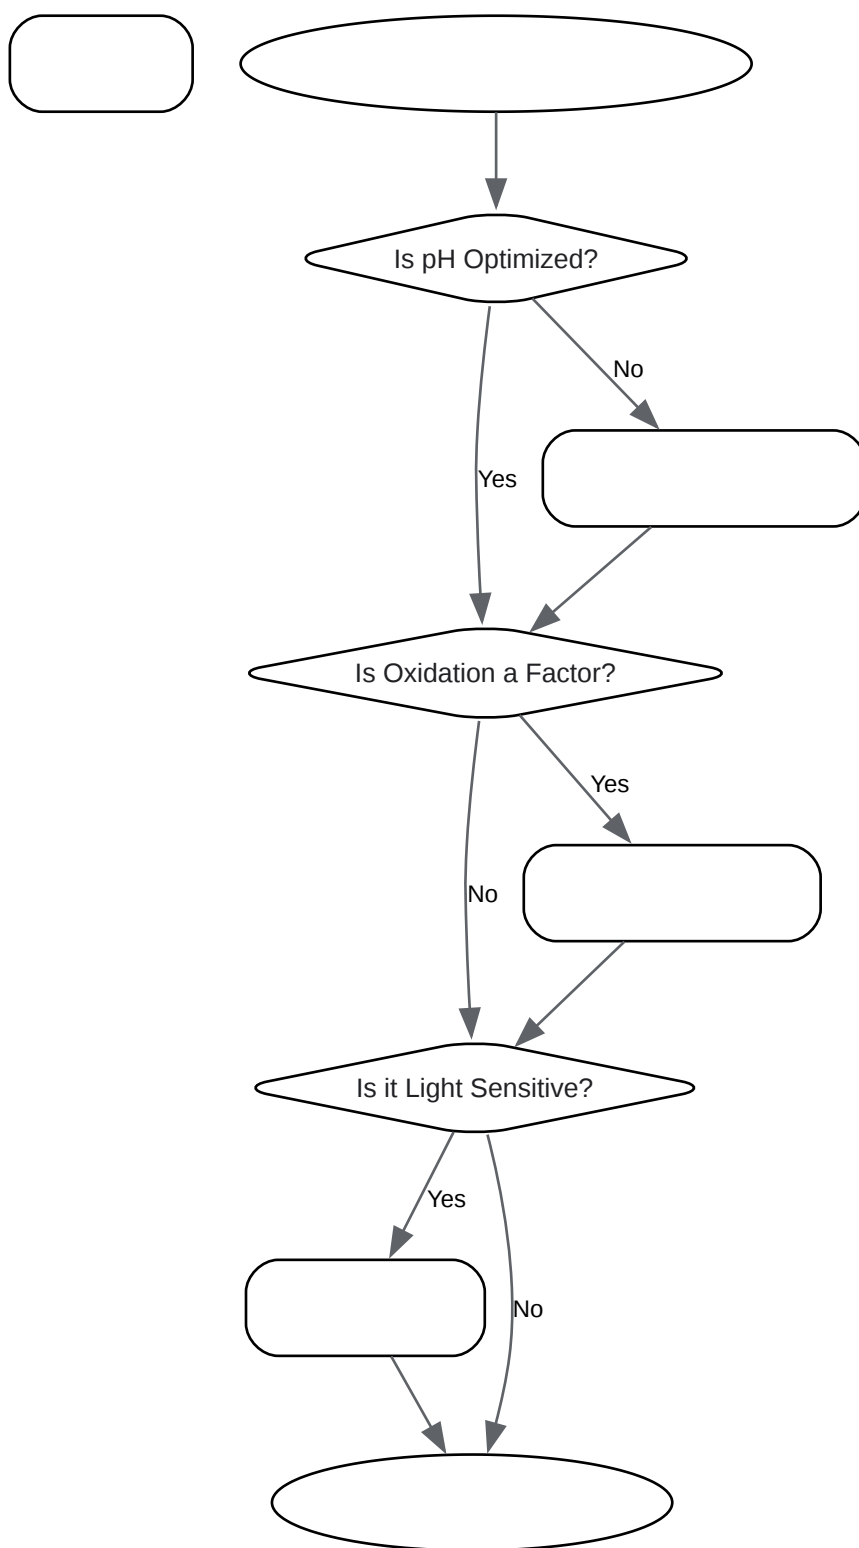 Is pH Optimized?
No
Yes
Is Oxidation a Factor?
Yes
No
Is it Light Sensitive?
Yes
No